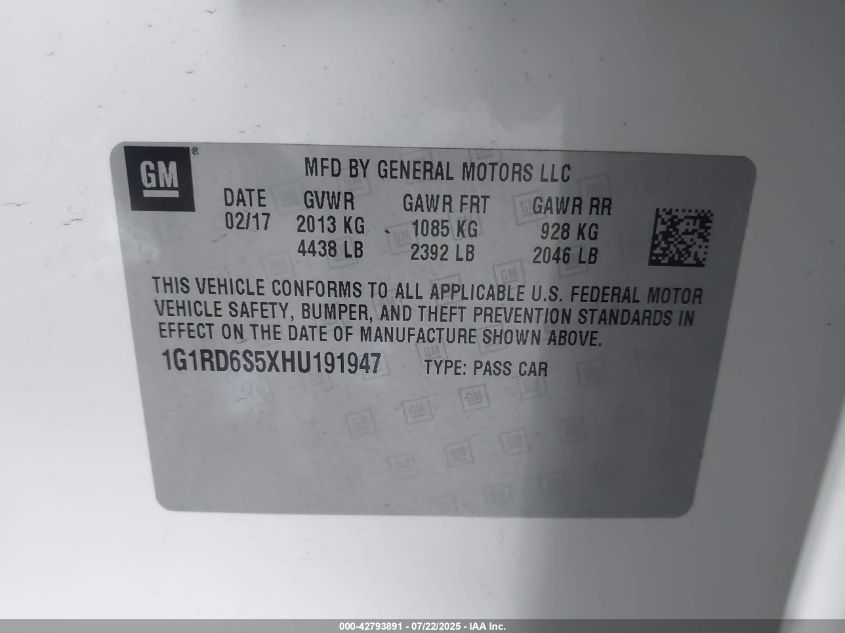 GM®
MFD BY GENERAL MOTORS LLC
DATE GVWR GAWR FRT GAWR RR
02/17 2013 KG 1085 KG 928 KG
4438 LB 2392 LB 2046 LB
THIS VEHICLE CONFORMS TO ALL APPLICABLE U.S. FEDERAL MOTOR
VEHICLE SAFETY, BUMPER, AND THEFT PREVENTION STANDARDS IN
EFFECT ON THE DATE OF MANUFACTURE SHOWN ABOVE.
1G1RD6S5XHU191947 TYPE: PASS CAR
000-42793891 - 07/22/2025 - IAA Inc.